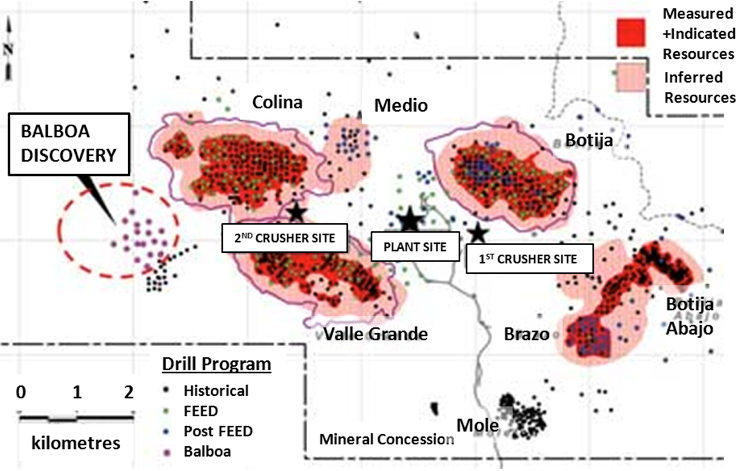 Measured
+Indicated
Resources
Inferred
Resources
N
Colina
Medio
BALBOA
DISCOVERY
Botija
2ND CRUSHER SITE
PLANT SITE
1ST CRUSHER SITE
Valle Grande
Brazo
Botija
Abajo
Drill Program
Historical
FEED
Post FEED
Balboa
0 1 2
kilometres
Mineral Concession
Mole